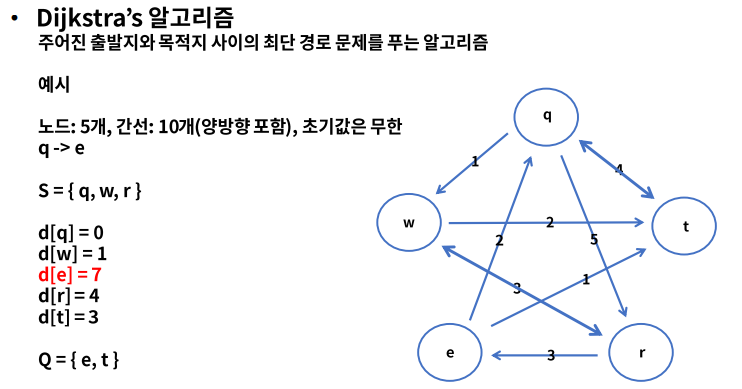 • Dijkstra’s 알고리즘
주어진 출발지와 목적지 사이의 최단 경로 문제를 푸는 알고리즘
예시
노드: 5개, 간선: 10개(양방향 포함), 초기값은 무한
q -> e
S = { q, w, r }
d[q] = 0
d[w] = 1
d[e] = 7
d[r] = 4
d[t] = 3
Q = { e, t }
q
1
4
w
2
t
2
5
3
1
e
3
r